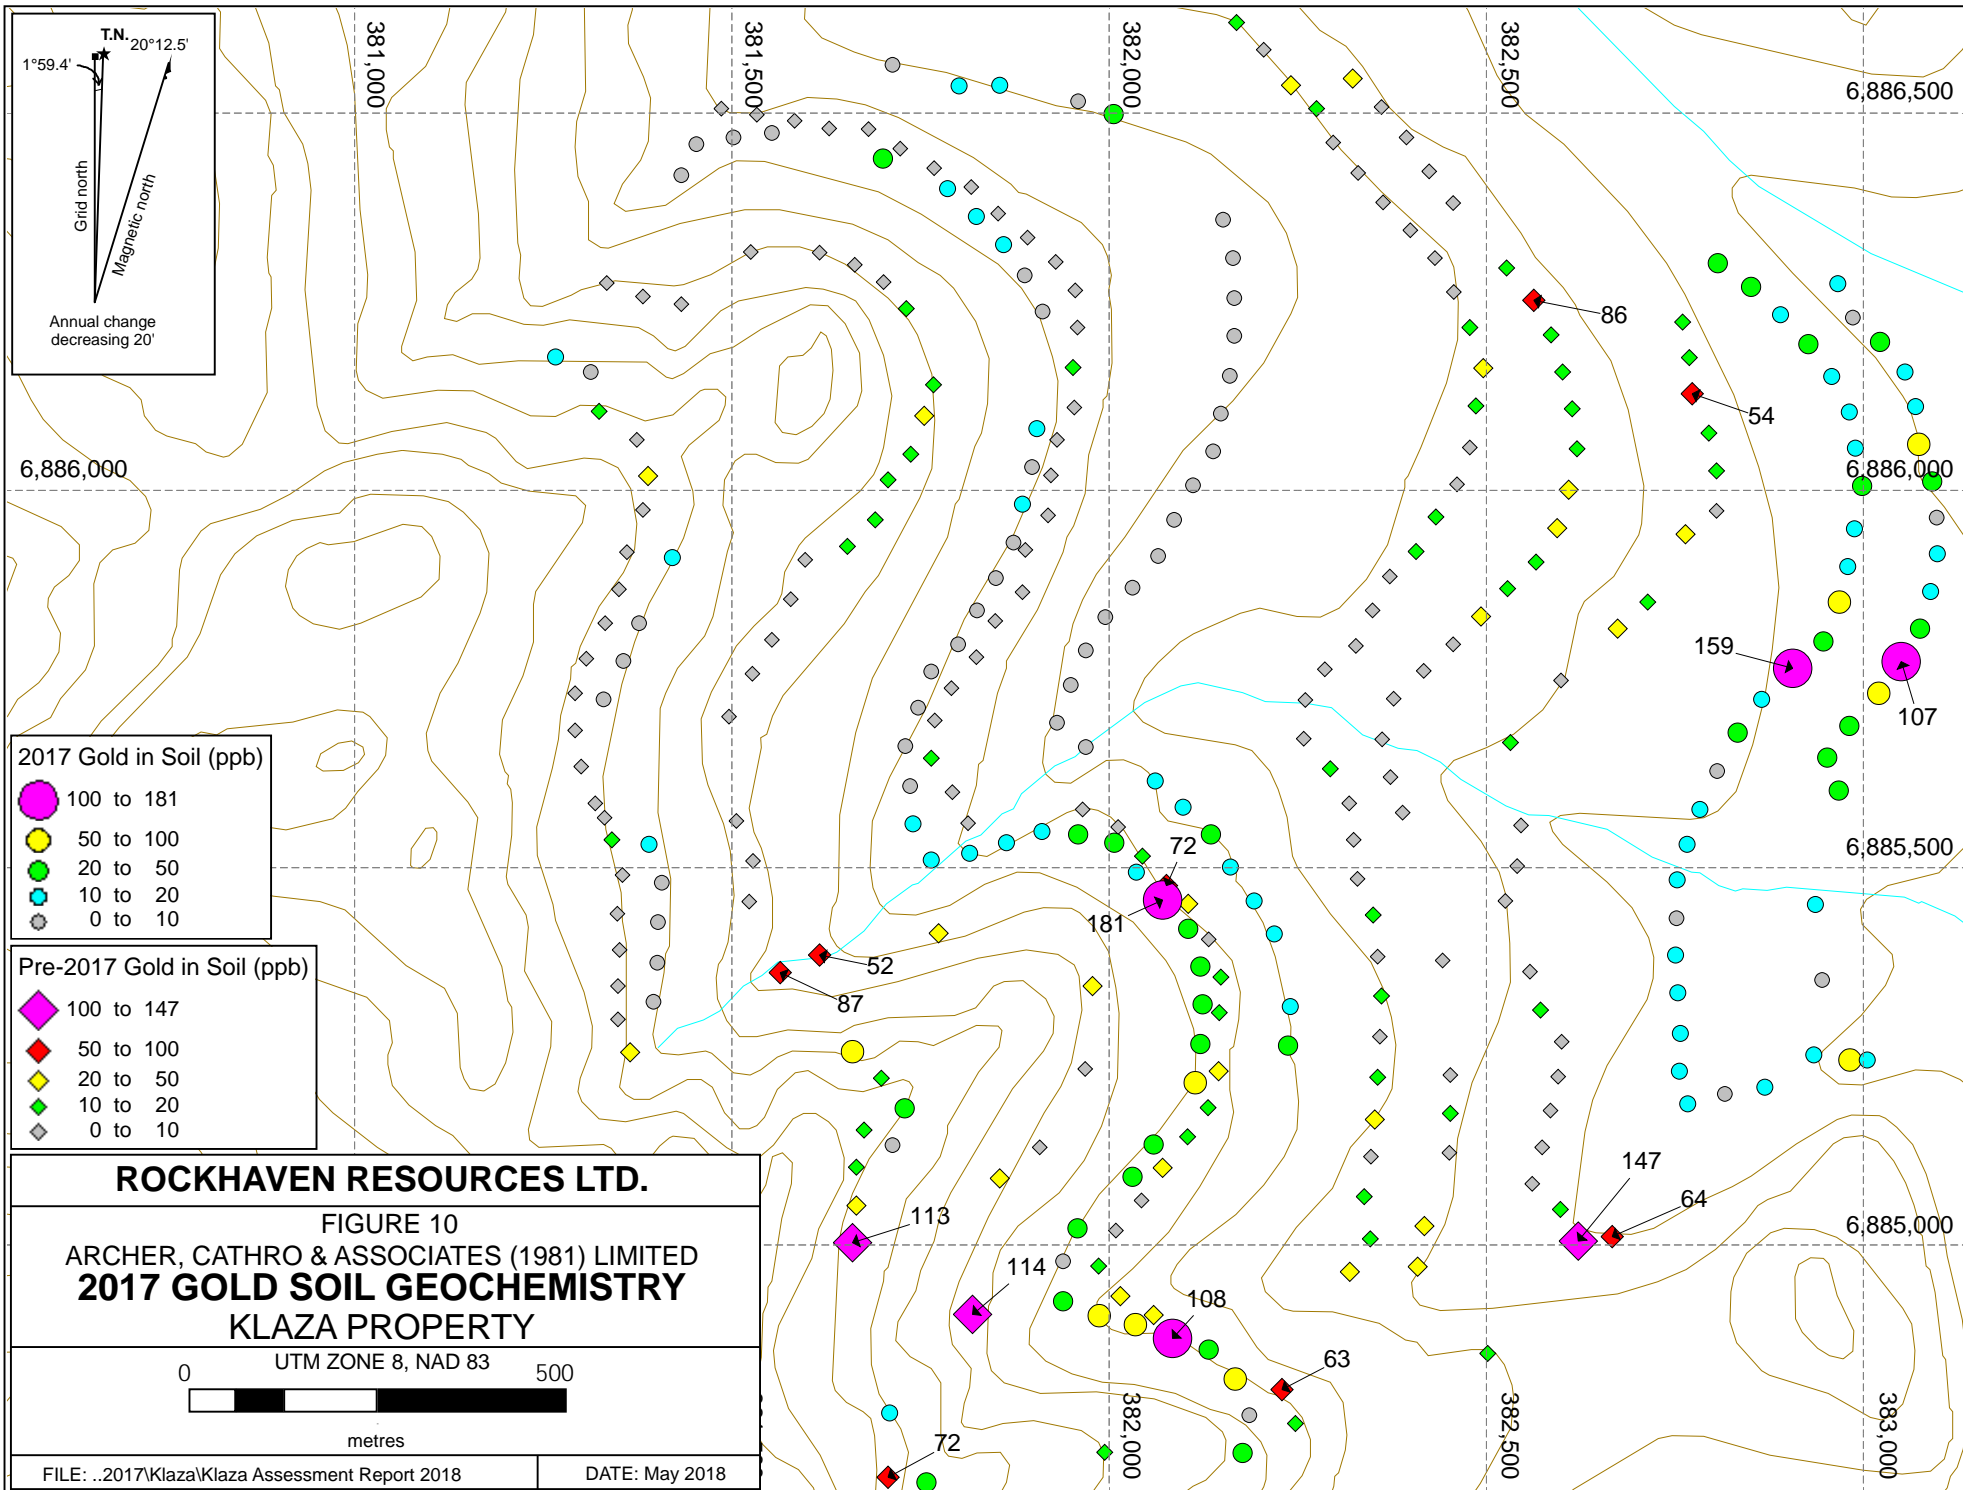 T.N.
20°12.5'
1°59.4'
Grid north
Magnetic north
Annual change
decreasing 20'
381,000
381,500
382,000
382,500
6,886,500
86
54
6,886,000
6,886,000
159
107
2017 Gold in Soil (ppb)
100 to 181
50 to 100
20 to 50
10 to 20
0 to 10
6,885,500
72
181
52
87
Pre-2017 Gold in Soil (ppb)
100 to 147
50 to 100
20 to 50
10 to 20
0 to 10
147
64
113
6,885,000
114
108
63
72
382,000
382,500
383,000
ROCKHAVEN RESOURCES LTD.
FIGURE 10
ARCHER, CATHRO & ASSOCIATES (1981) LIMITED
2017 GOLD SOIL GEOCHEMISTRY
KLAZA PROPERTY
UTM ZONE 8, NAD 83
0 500
metres
FILE: ..2017\Klaza\Klaza Assessment Report 2018
DATE: May 2018